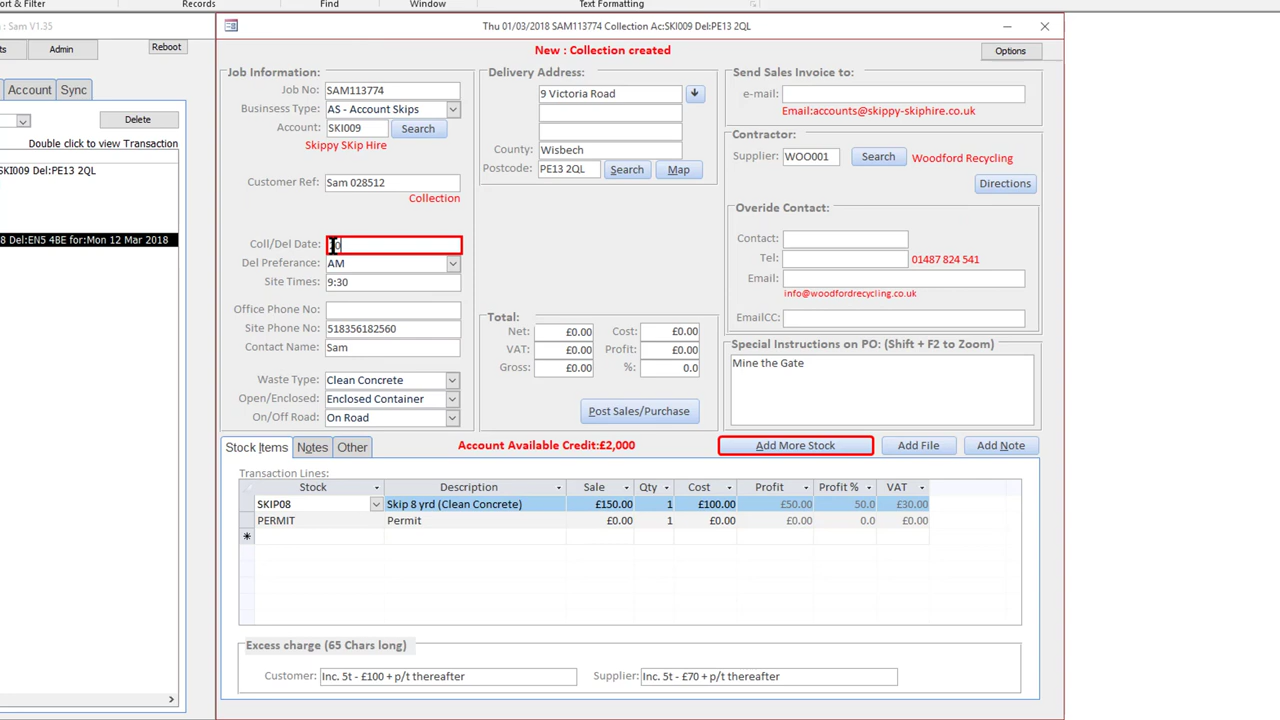 ort & Filter
Records
Find
Window
Text Formatting
: Sam V1.35
ts
Admin
Reboot
Account
Sync
Delete
Double click to view Transaction
SKI009 Del:PE13 2QL
8 Del:EN5 4BE for:Mon 12 Mar 2018
Thu 01/03/2018 SAM113774 Collection Ac:SKI009 Del:PE13 2QL
New : Collection created
Options
Job Information:
Job No: SAM113774
Businsess Type: AS - Account Skips
Account: SKI009 Search
Skippy SKip Hire
Customer Ref: Sam 028512
Collection
Coll/Del Date:
Del Preferance: AM
Site Times: 9:30
Office Phone No:
Site Phone No: 518356182560
Contact Name: Sam
Waste Type: Clean Concrete
Open/Enclosed: Enclosed Container
On/Off Road: On Road
Delivery Address:
9 Victoria Road
County: Wisbech
Postcode: PE13 2QL Search Map
Total:
Net: £0.00 Cost: £0.00
VAT: £0.00 Profit: £0.00
Gross: £0.00 %: 0.0
Post Sales/Purchase
Send Sales Invoice to:
e-mail:
Email:accounts@skippy-skiphire.co.uk
Contractor:
Supplier: WOO001 Search Woodford Recycling
Directions
Overide Contact:
Contact:
Tel: 01487 824 541
Email:
info@woodfordrecycling.co.uk
EmailCC:
Special Instructions on PO: (Shift + F2 to Zoom)
Mine the Gate
Stock Items Notes Other
Account Available Credit:£2,000
Add More Stock Add File Add Note
Transaction Lines:
Stock Description Sale Qty Cost Profit Profit % VAT
SKIP08 Skip 8 yrd (Clean Concrete) £150.00 1 £100.00 £50.00 50.0 £30.00
PERMIT Permit £0.00 1 £0.00 £0.00 0.0 £0.00
Excess charge (65 Chars long)
Customer: Inc. 5t - £100 + p/t thereafter
Supplier: Inc. 5t - £70 + p/t thereafter